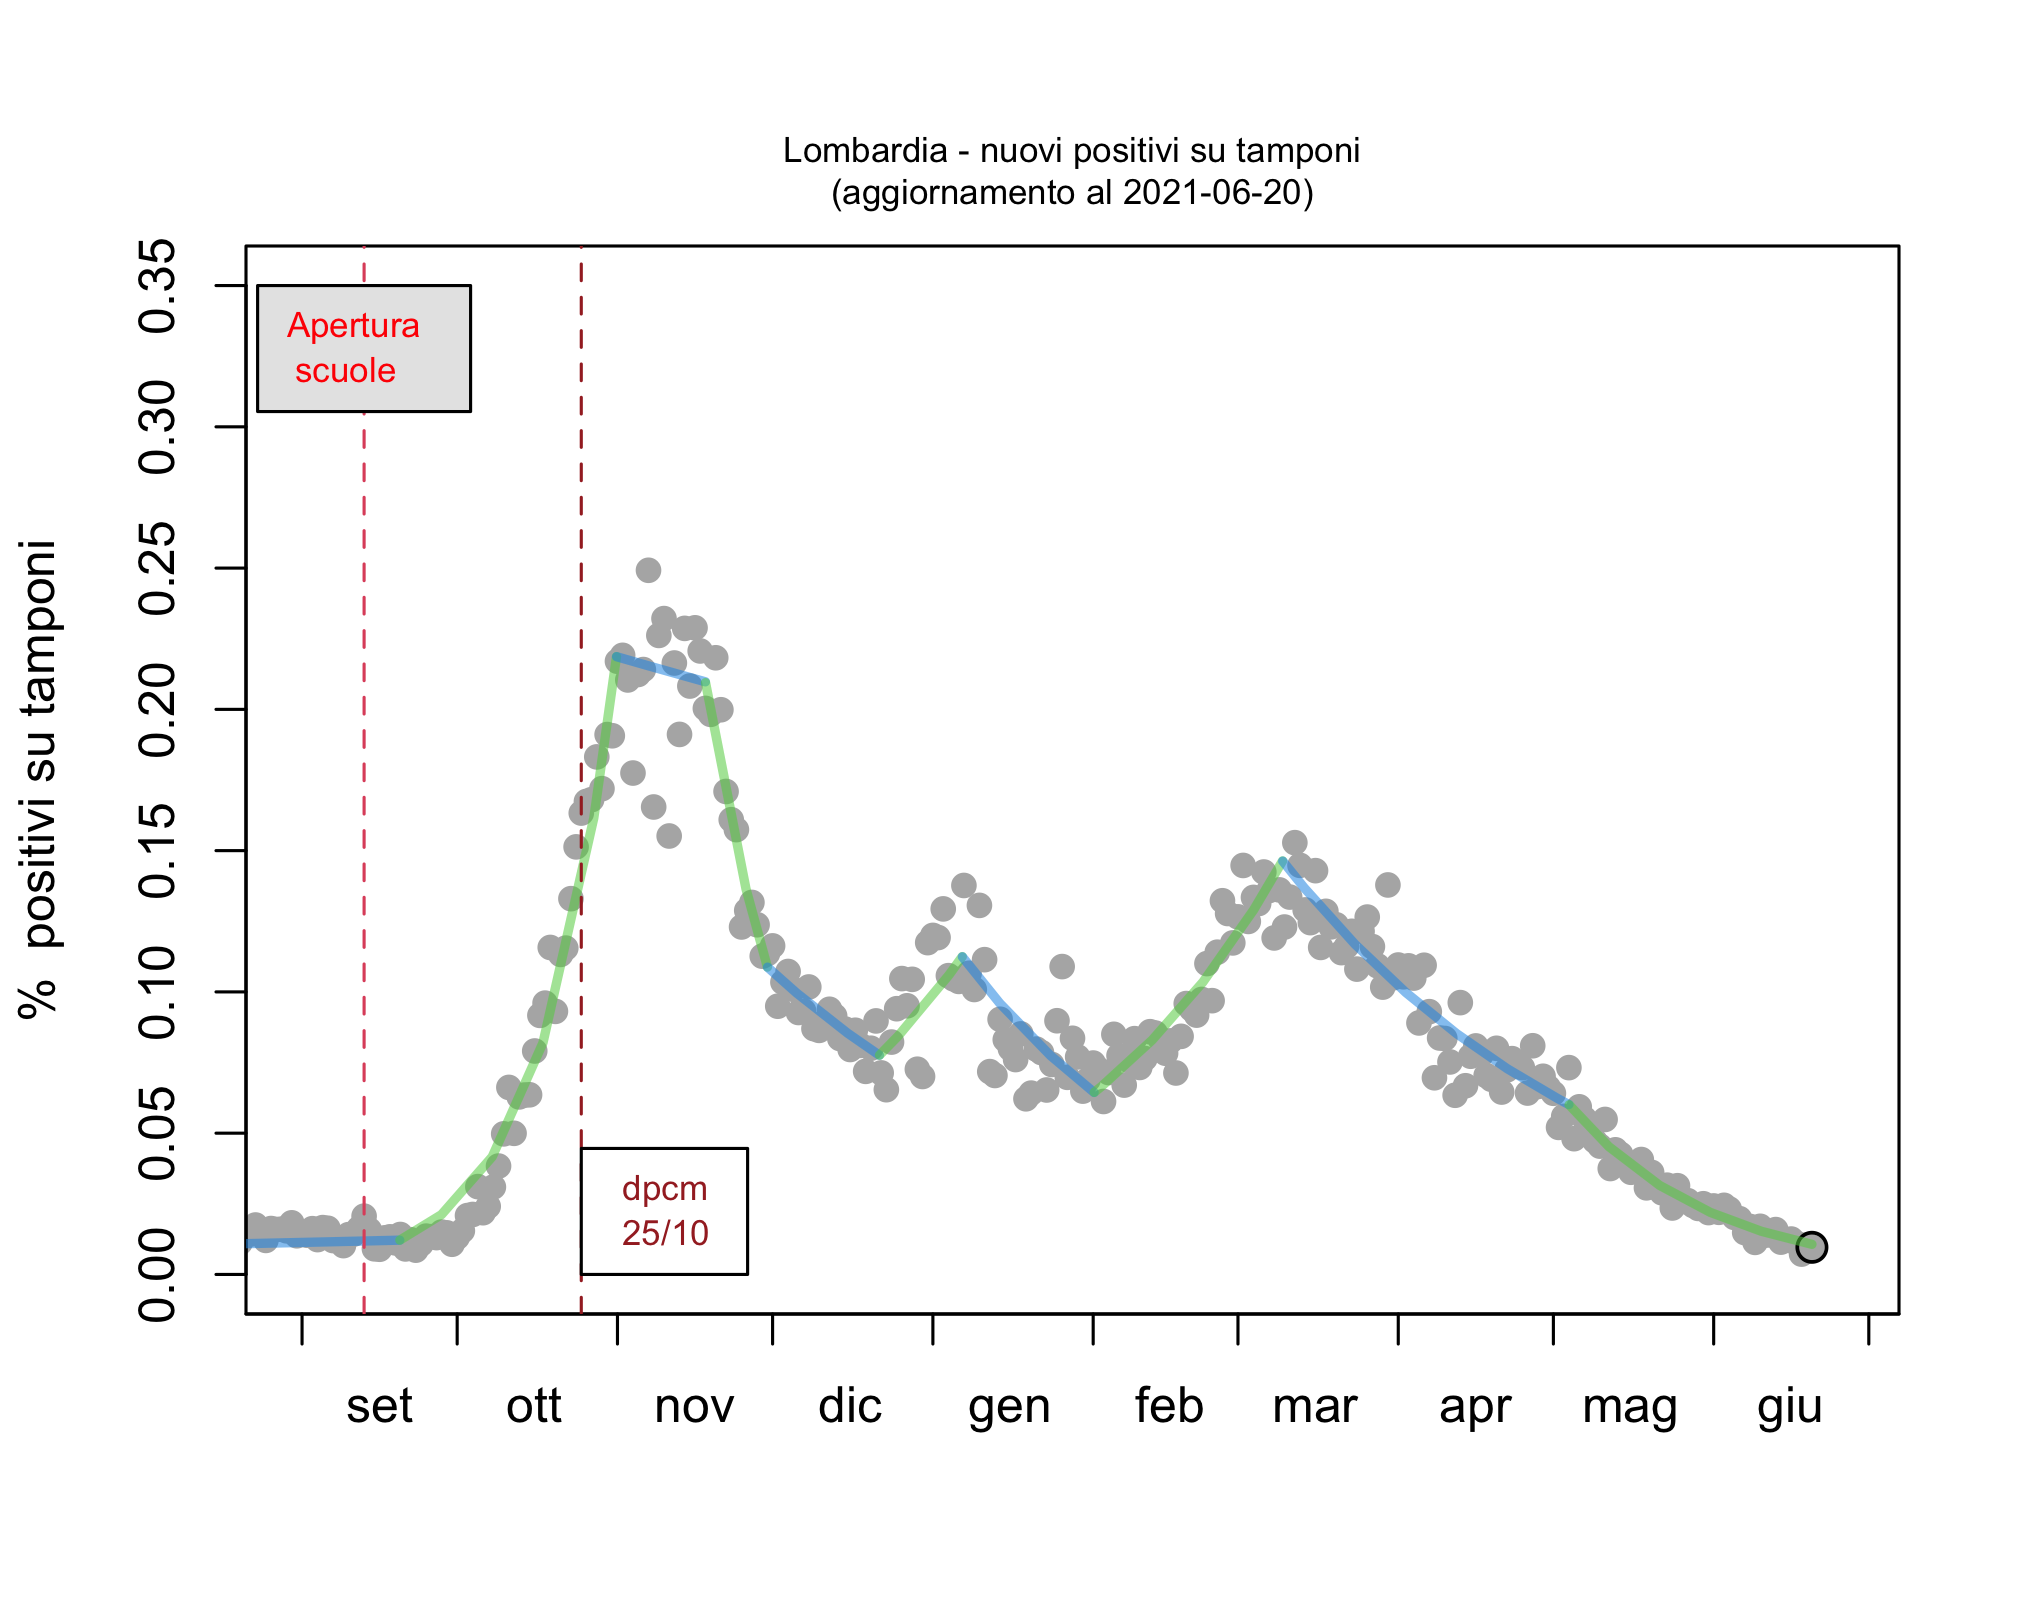 Lombardia - nuovi positivi su tamponi
(aggiornamento al 2021-06-20)
% positivi su tamponi
0.35
0.30
0.25
0.20
0.15
0.10
0.05
0.00
Apertura
scuole
dpcm
25/10
set ott nov dic gen feb mar apr mag giu